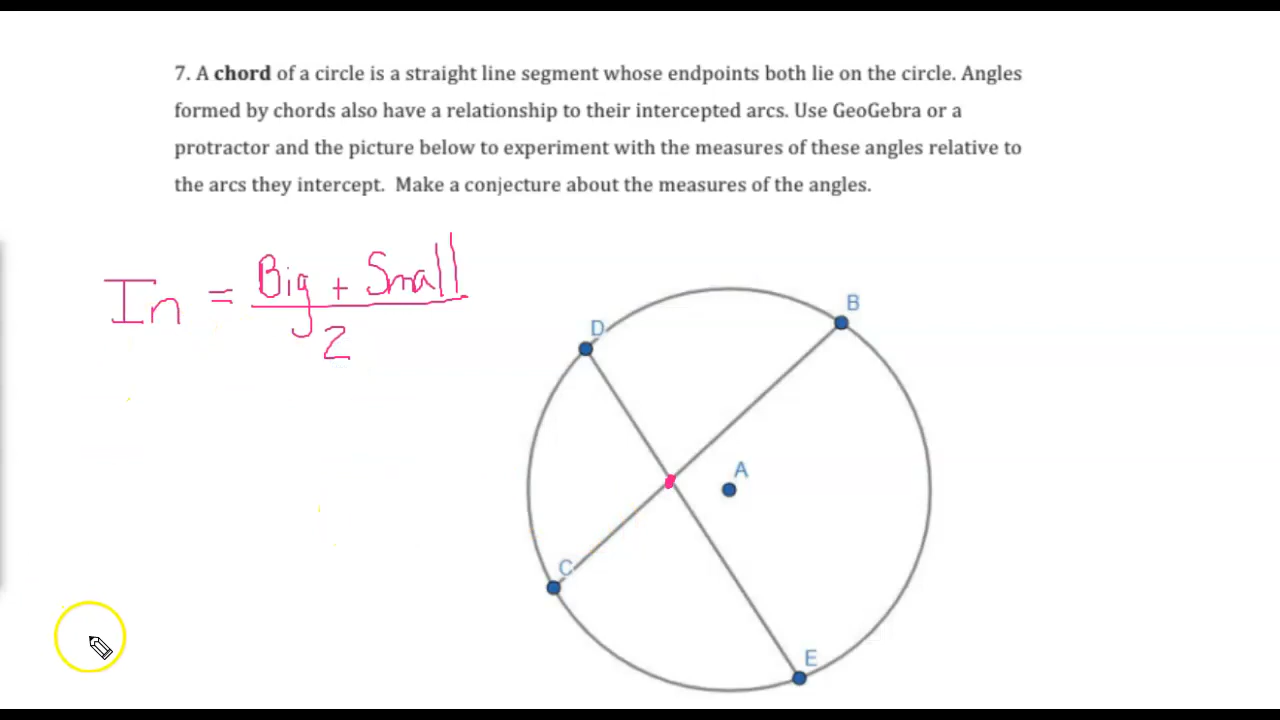 7. A chord of a circle is a straight line segment whose endpoints both lie on the circle. Angles
formed by chords also have a relationship to their intercepted arcs. Use GeoGebra or a
protractor and the picture below to experiment with the measures of these angles relative to
the arcs they intercept. Make a conjecture about the measures of the angles.
In = Big + Small
2
B
D
A
C
E